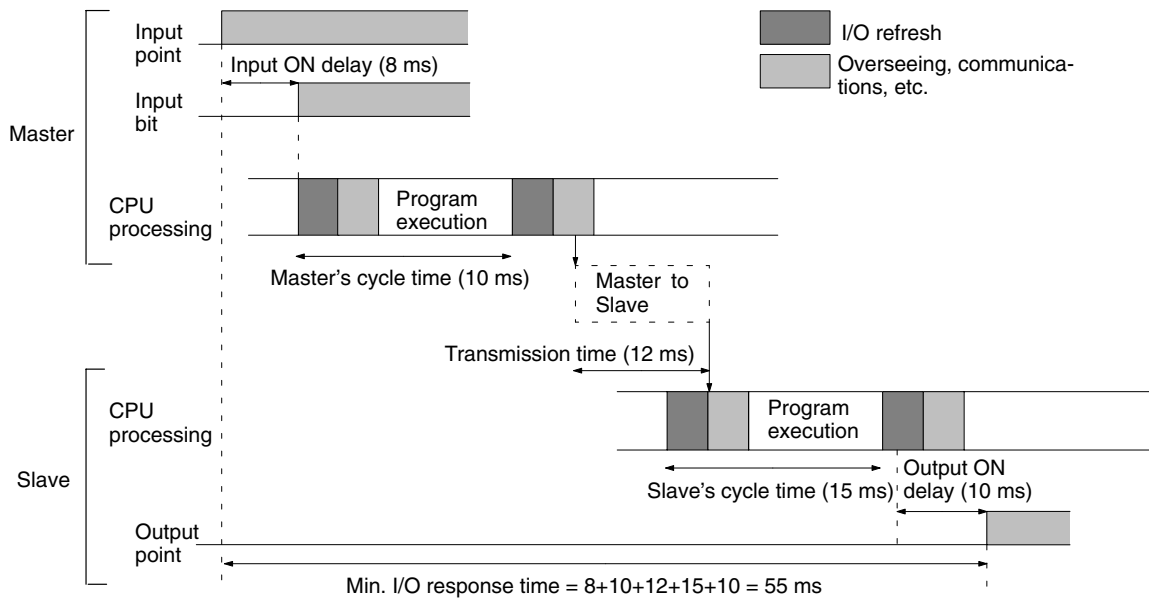 Input
point
I/O refresh
Overseeing, communica-
tions, etc.
Input ON delay (8 ms)
Input
bit
Master
CPU
processing
Program
execution
Master's cycle time (10 ms)
Master to
Slave
Transmission time (12 ms)
CPU
processing
Program
execution
Slave
Slave's cycle time (15 ms)
Output ON
delay (10 ms)
Output
point
Min. I/O response time = 8+10+12+15+10 = 55 ms